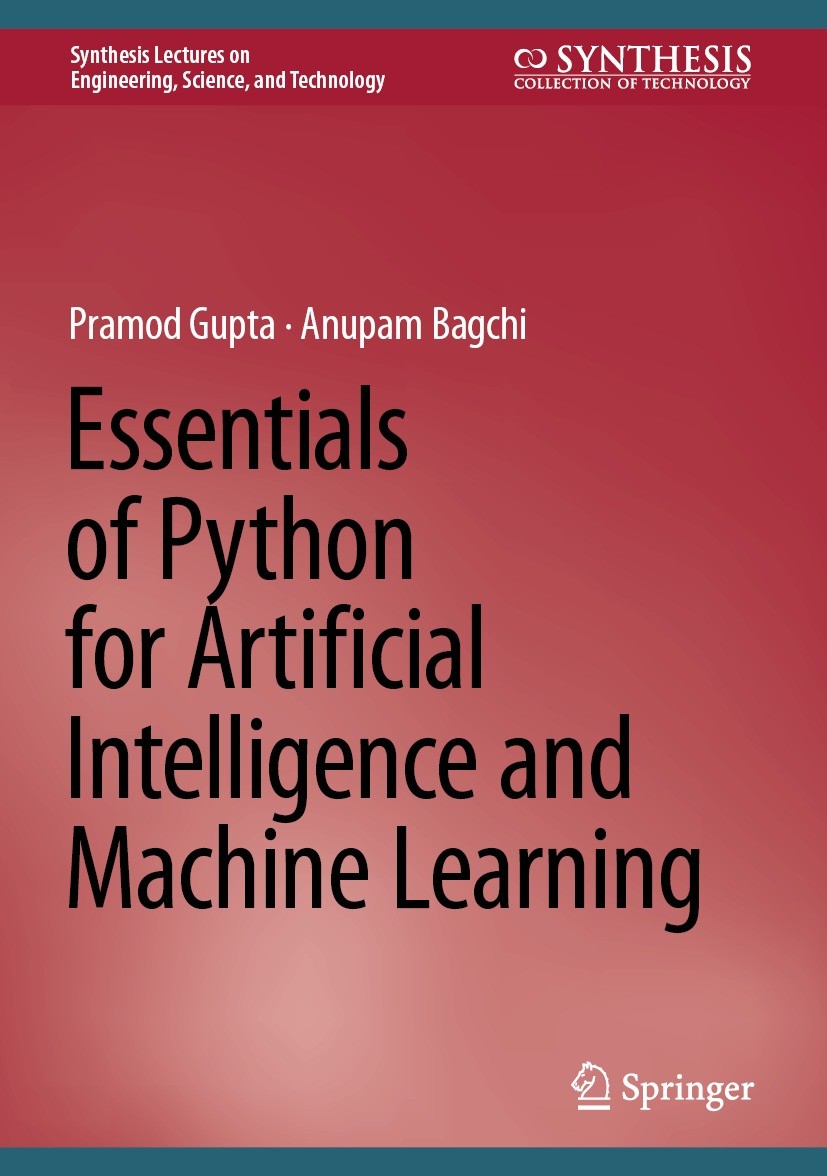 Synthesis Lectures on
Engineering, Science, and Technology
SYNTHESIS
COLLECTION OF TECHNOLOGY
Pramod Gupta · Anupam Bagchi
Essentials
of Python
for Artificial
Intelligence and
Machine Learning
Springer